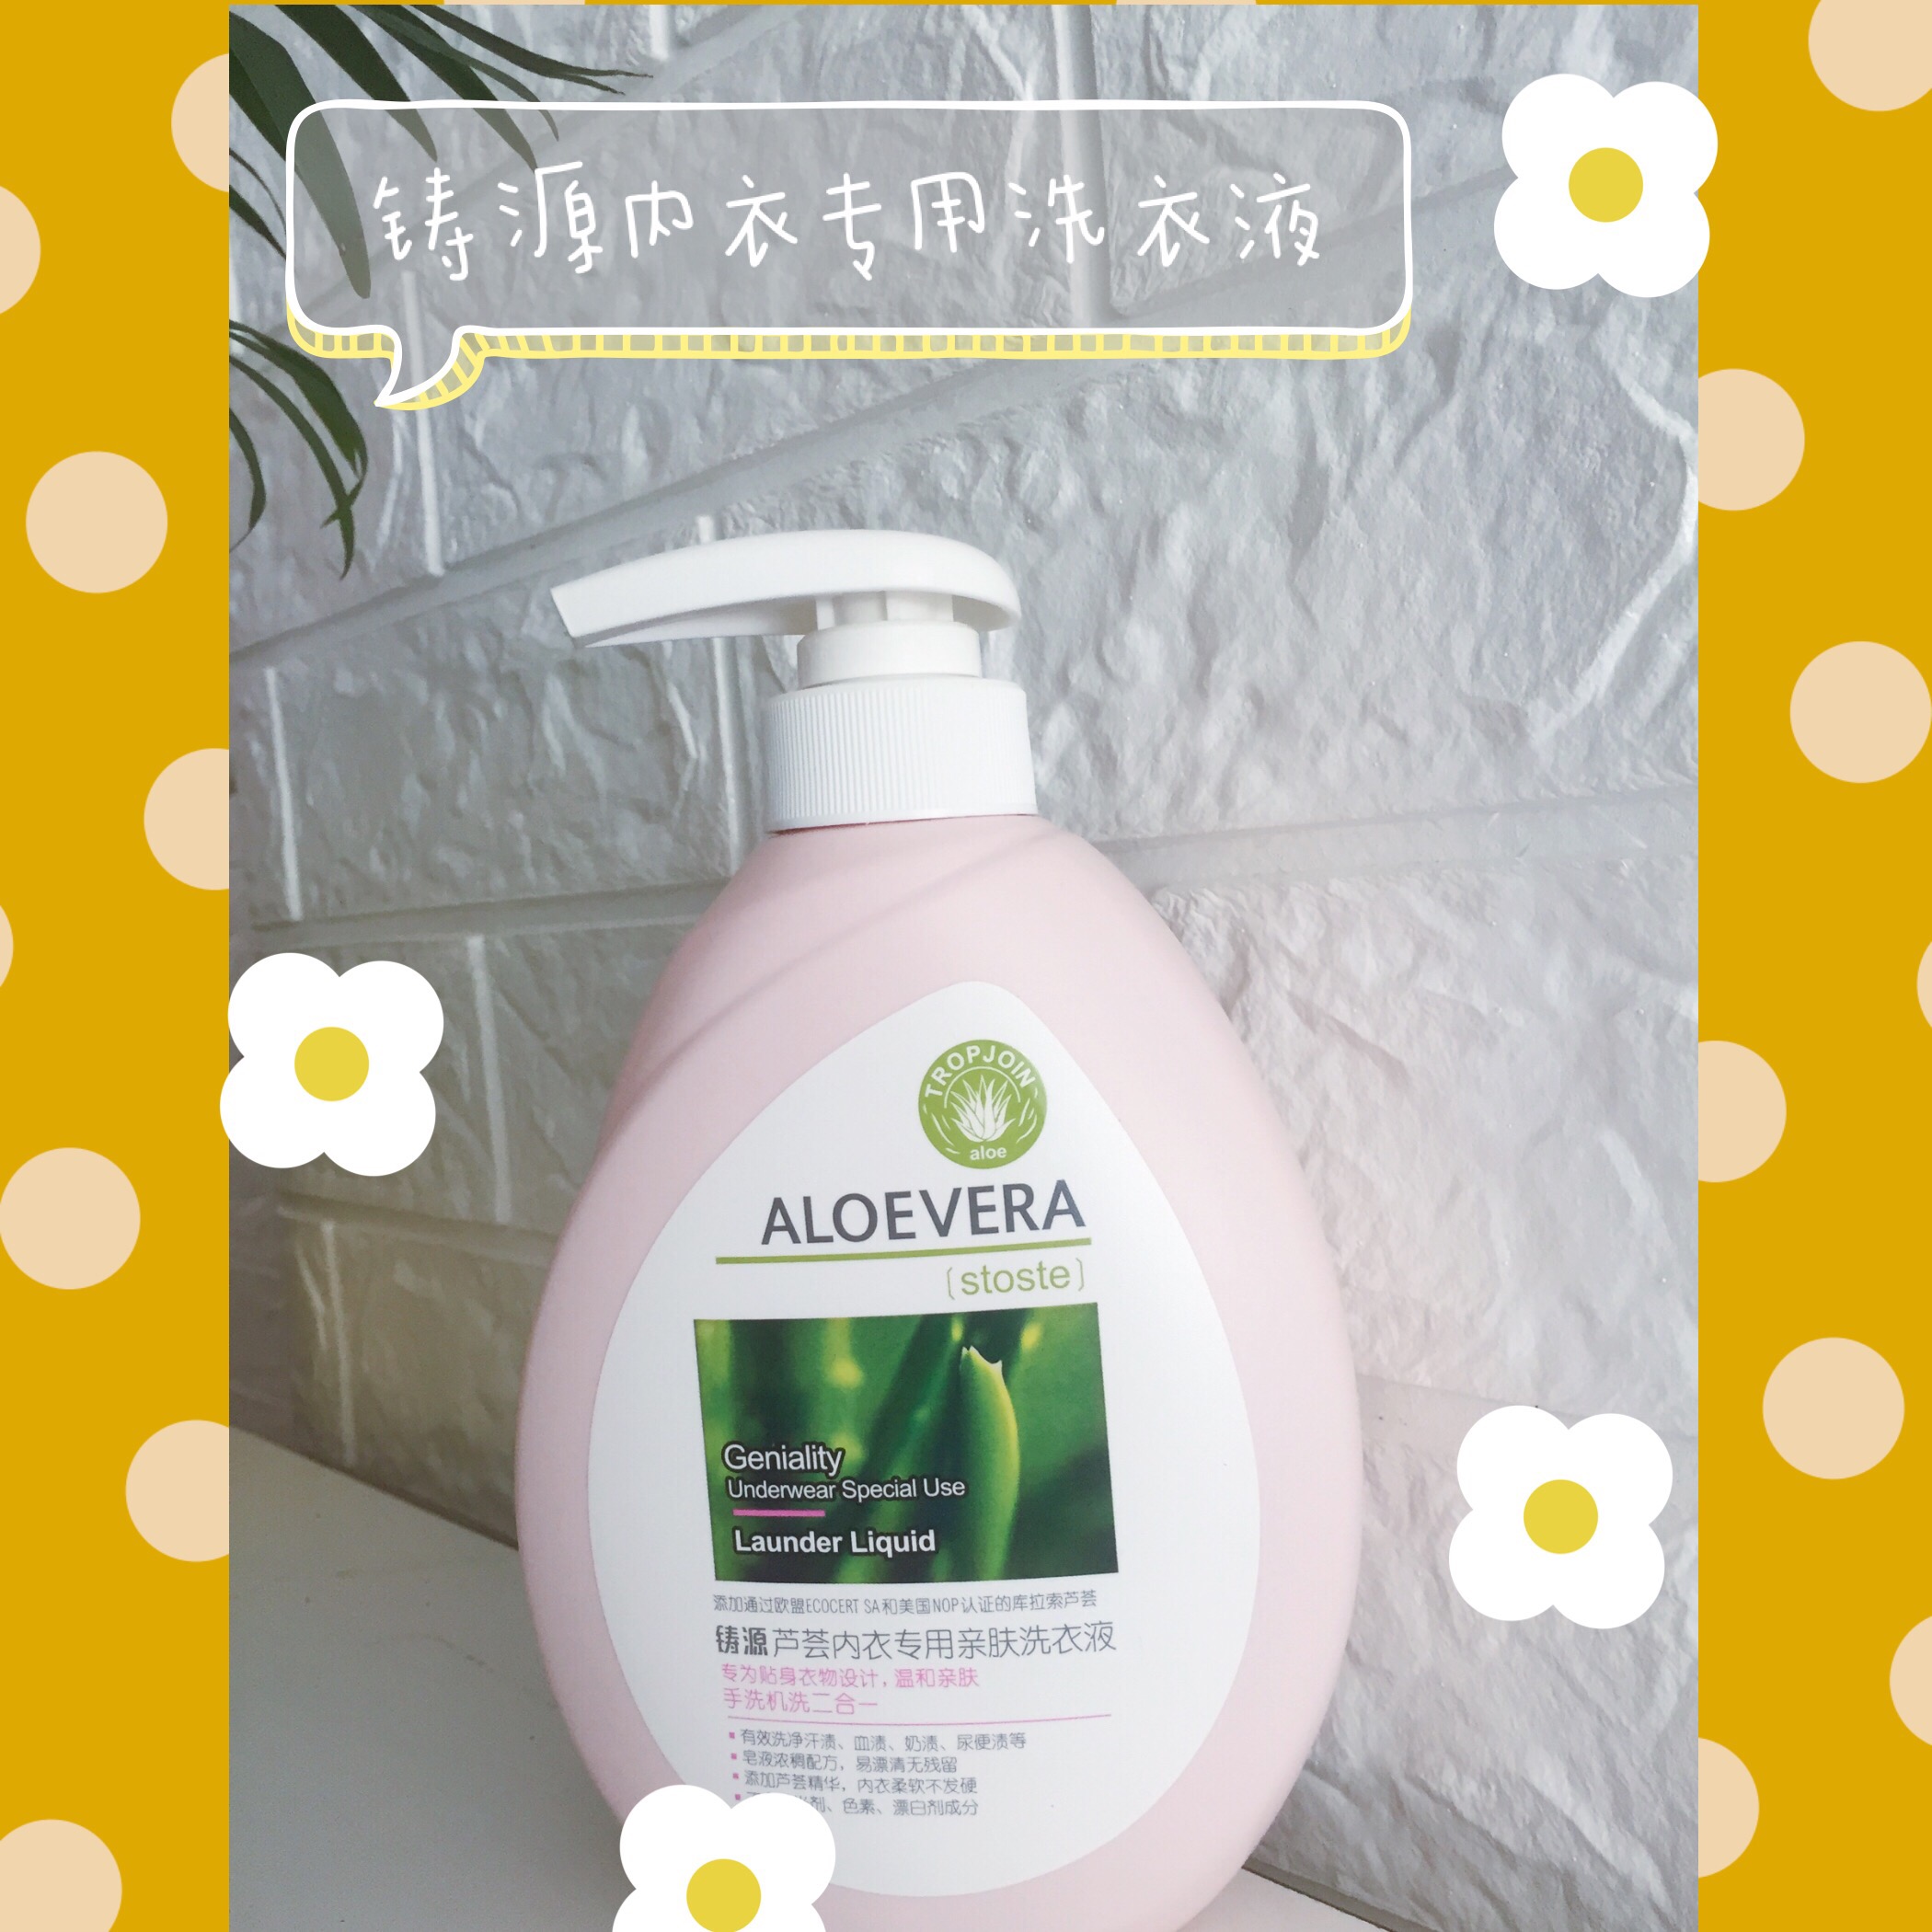 铸源内衣专用洗衣液
TROPJOIN
aloe
ALOEVERA
[stoste]
Geniality
Underwear Special Use
Launder Liquid
添加通过欧盟ECOCERT SA和美国NOP认证的库拉索芦荟
铸源芦荟内衣专用亲肤洗衣液
专为贴身衣物设计，温和亲肤
手洗机洗二合一
▪ 有效洗净汗渍、血渍、奶渍、尿便渍等
▪ 皂液浓稠配方，易漂清无残留
▪ 添加芦荟精华，内衣柔软不发硬
剂、色素、漂白剂成分